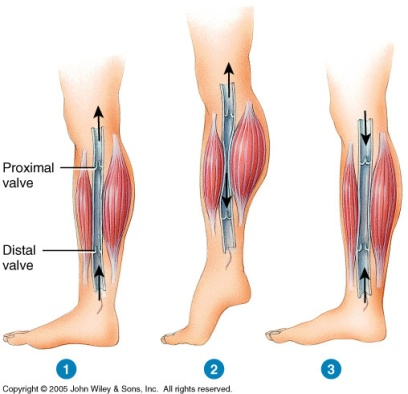 Proximal
valve
Distal
valve
1 2 3
Copyright © 2005 John Wiley & Sons, Inc. All rights reserved.